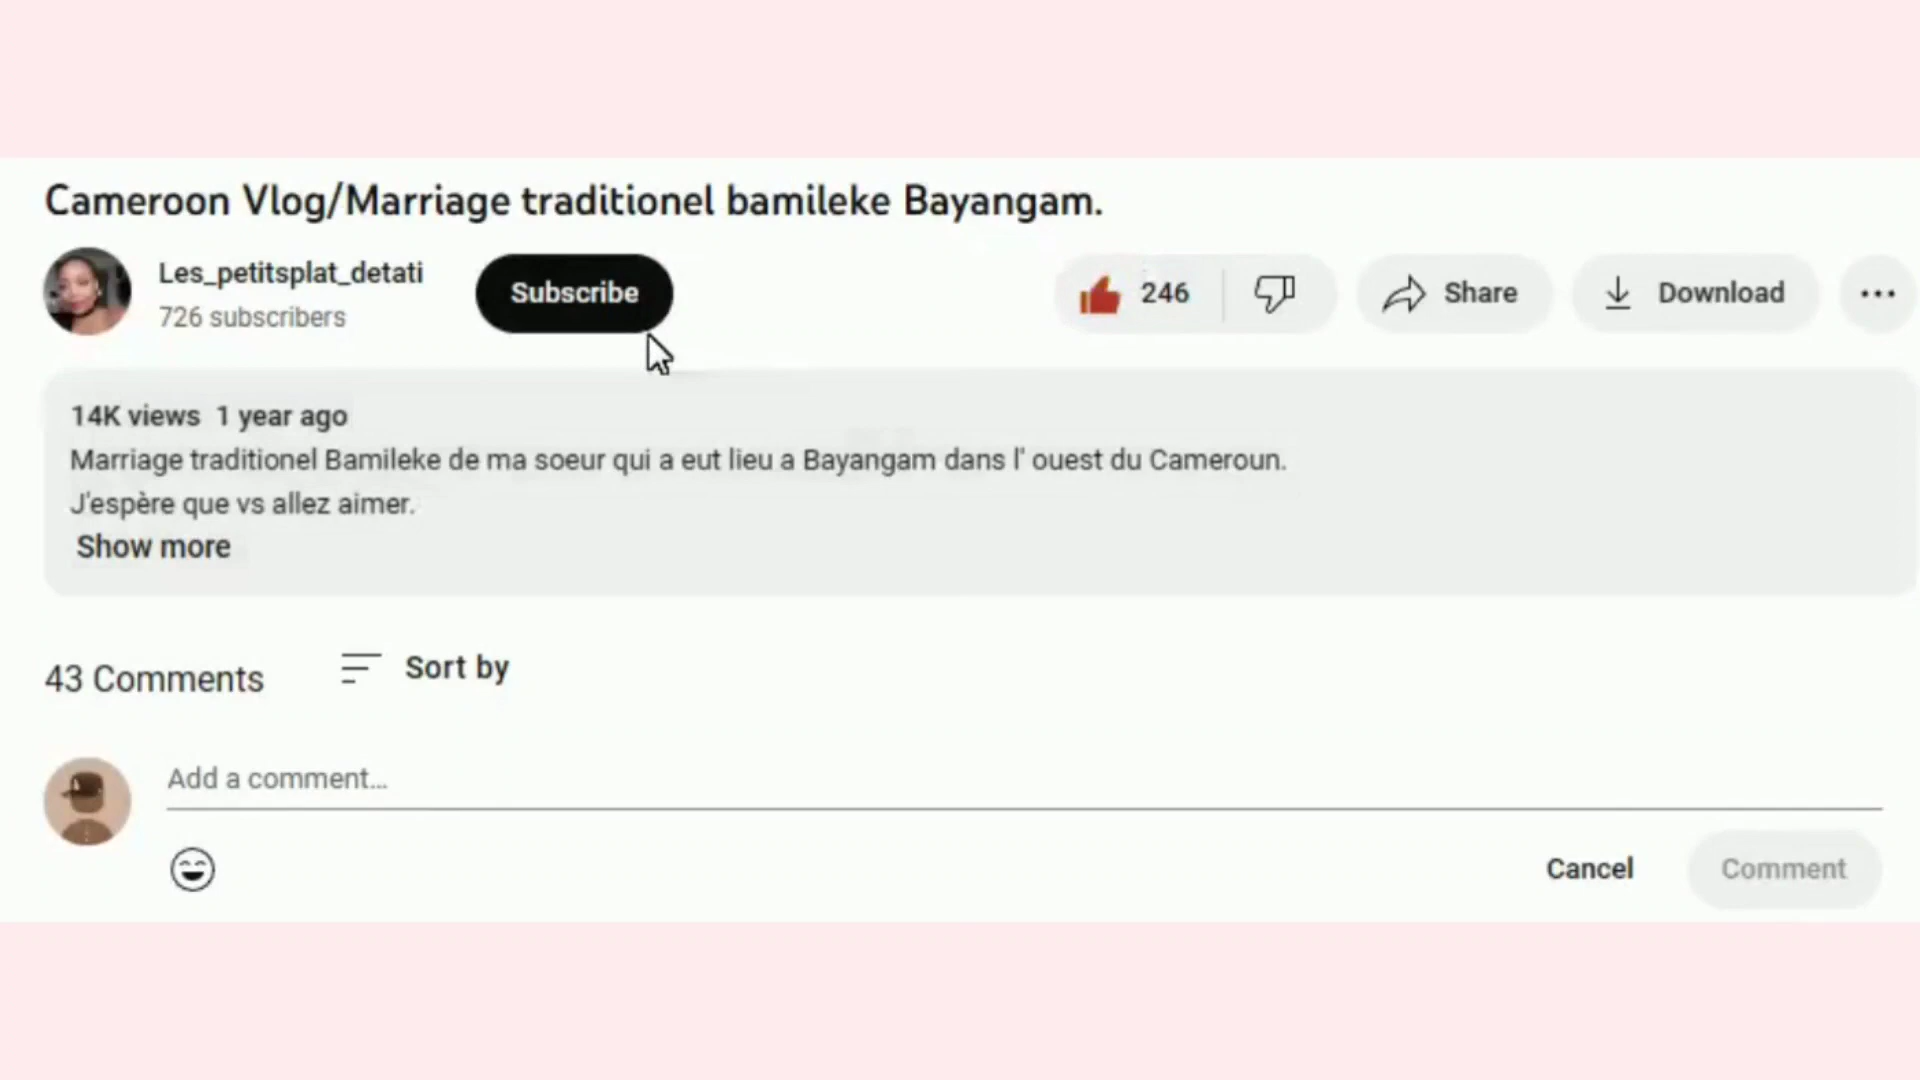 Cameroon Vlog/Marriage traditionel bamileke Bayangam.
Les_petitsplat_detati
726 subscribers
Subscribe
246
Share
Download
14K views 1 year ago
Marriage traditionel Bamileke de ma soeur qui a eut lieu a Bayangam dans l' ouest du Cameroun.
J'espère que vs allez aimer.
Show more
43 Comments
Sort by
Add a comment...
Cancel
Comment